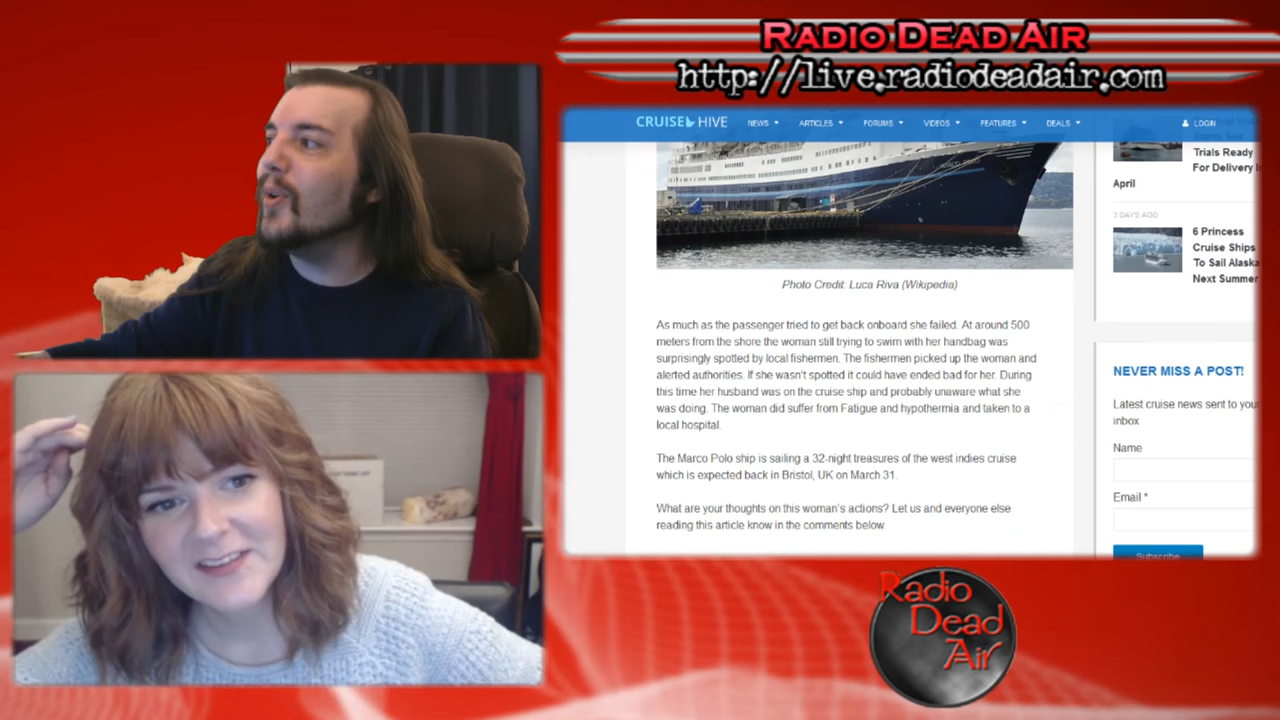 RADIO DEAD AIR
http://live.radiodeadair.com
CRUISE HIVE NEWS ARTICLES FORUMS VIDEOS FEATURES DEALS LOGIN
Trials Ready
For Delivery I
April
5 DAYS AGO
6 Princess
Cruise Ships
To Sail Alaska
Next Summer
Photo Credit: Luca Riva (Wikipedia)
As much as the passenger tried to get back onboard she failed. At around 500
meters from the shore the woman still trying to swim with her handbag was
surprisingly spotted by local fishermen. The fishermen picked up the woman and
alerted authorities. If she wasn't spotted it could have ended bad for her. During
this time her husband was on the cruise ship and probably unaware what she
was doing. The woman did suffer from Fatigue and hypothermia and taken to a
local hospital.
The Marco Polo ship is sailing a 32-night treasures of the west indies cruise
which is expected back in Bristol, UK on March 31.
What are your thoughts on this woman's actions? Let us and everyone else
reading this article know in the comments below.
NEVER MISS A POST!
Latest cruise news sent to your
inbox
Name
Email *
Subscribe
Radio
Dead
Air